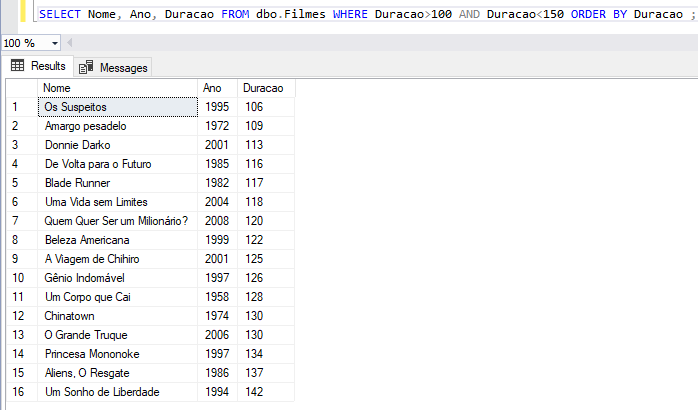 SELECT Nome, Ano, Duracao FROM dbo.Filmes WHERE Duracao>100 AND Duracao<150 ORDER BY Duracao ;
100 %
Results Messages
Nome Ano Duracao
1 Os Suspeitos 1995 106
2 Amargo pesadelo 1972 109
3 Donnie Darko 2001 113
4 De Volta para o Futuro 1985 116
5 Blade Runner 1982 117
6 Uma Vida sem Limites 2004 118
7 Quem Quer Ser um Milionário? 2008 120
8 Beleza Americana 1999 122
9 A Viagem de Chihiro 2001 125
10 Gênio Indomável 1997 126
11 Um Corpo que Cai 1958 128
12 Chinatown 1974 130
13 O Grande Truque 2006 130
14 Princesa Mononoke 1997 134
15 Aliens, O Resgate 1986 137
16 Um Sonho de Liberdade 1994 142